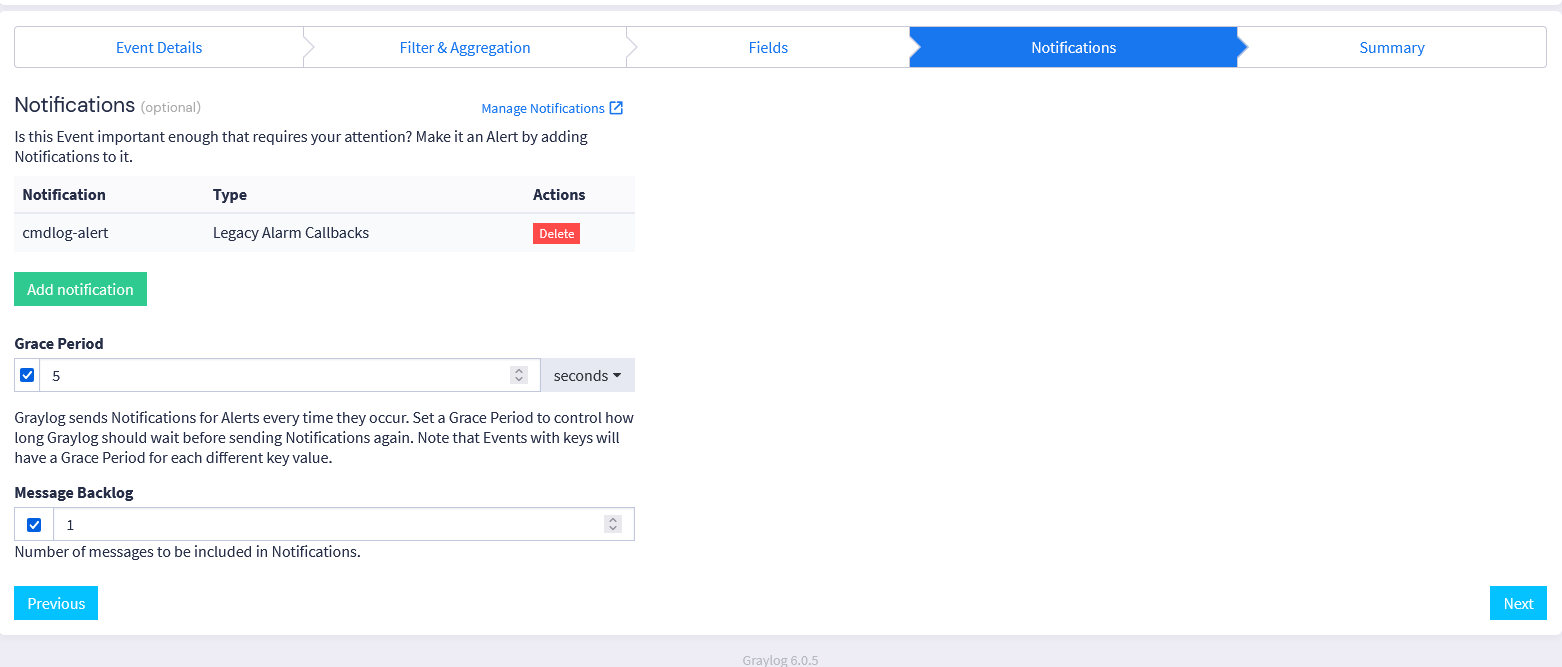 Event Details
Filter & Aggregation
Fields
Notifications
Summary
Notifications (optional)
Manage Notifications
Is this Event important enough that requires your attention? Make it an Alert by adding
Notifications to it.
Notification Type Actions
cmdlog-alert Legacy Alarm Callbacks Delete
Add notification
Grace Period
5 seconds
Graylog sends Notifications for Alerts every time they occur. Set a Grace Period to control how
long Graylog should wait before sending Notifications again. Note that Events with keys will
have a Grace Period for each different key value.
Message Backlog
1
Number of messages to be included in Notifications.
Previous
Next
Graylog 6.0.5